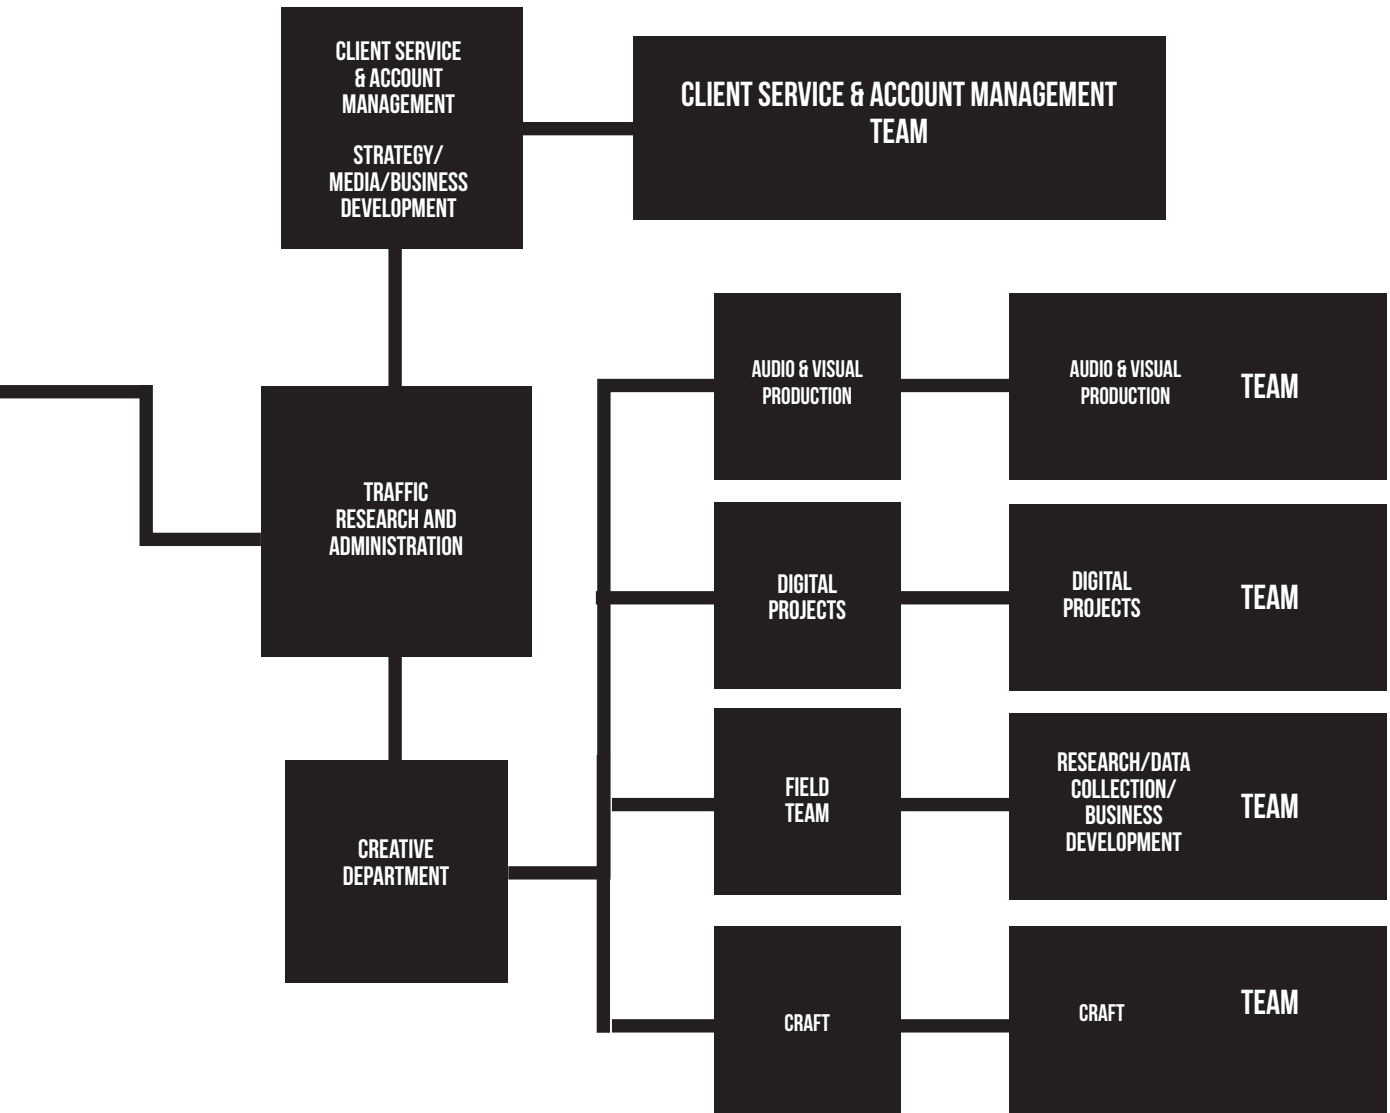 CLIENT SERVICE
& ACCOUNT
MANAGEMENT
STRATEGY/
MEDIA/BUSINESS
DEVELOPMENT
CLIENT SERVICE & ACCOUNT MANAGEMENT
TEAM
AUDIO & VISUAL
PRODUCTION
AUDIO & VISUAL
PRODUCTION
TEAM
TRAFFIC
RESEARCH AND
ADMINISTRATION
DIGITAL
PROJECTS
DIGITAL
PROJECTS
TEAM
FIELD
TEAM
RESEARCH/DATA
COLLECTION/
BUSINESS
DEVELOPMENT
TEAM
CREATIVE
DEPARTMENT
CRAFT
CRAFT
TEAM